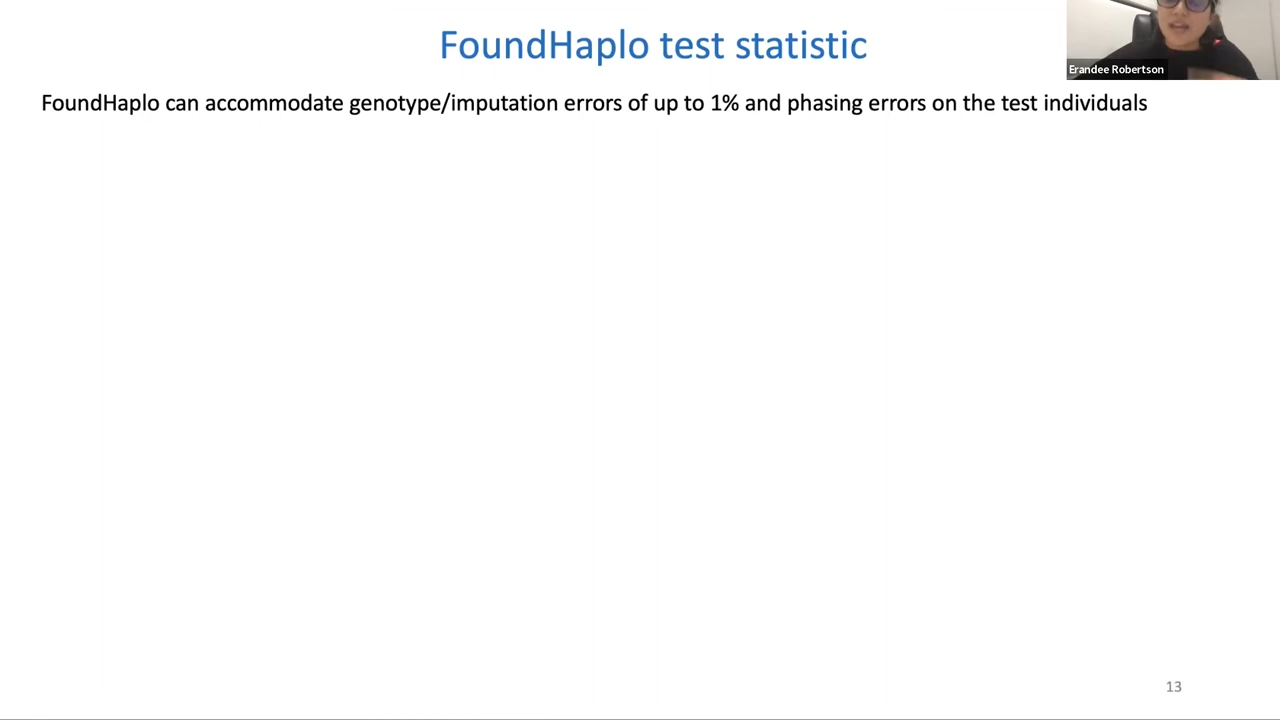 FoundHaplo test statistic
Erandee Robertson
FoundHaplo can accommodate genotype/imputation errors of up to 1% and phasing errors on the test individuals
13